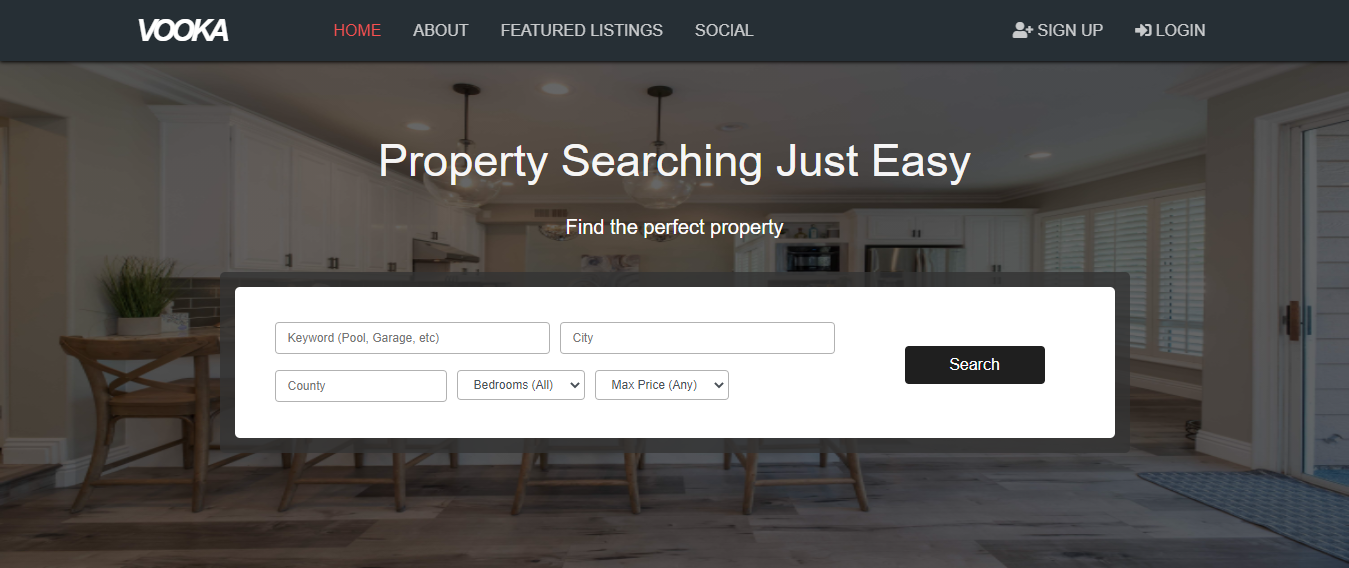 VOOKA HOME ABOUT FEATURED LISTINGS SOCIAL SIGN UP LOGIN
Property Searching Just Easy
Find the perfect property
Keyword (Pool, Garage, etc) City
Search
County Bedrooms (All) Max Price (Any)